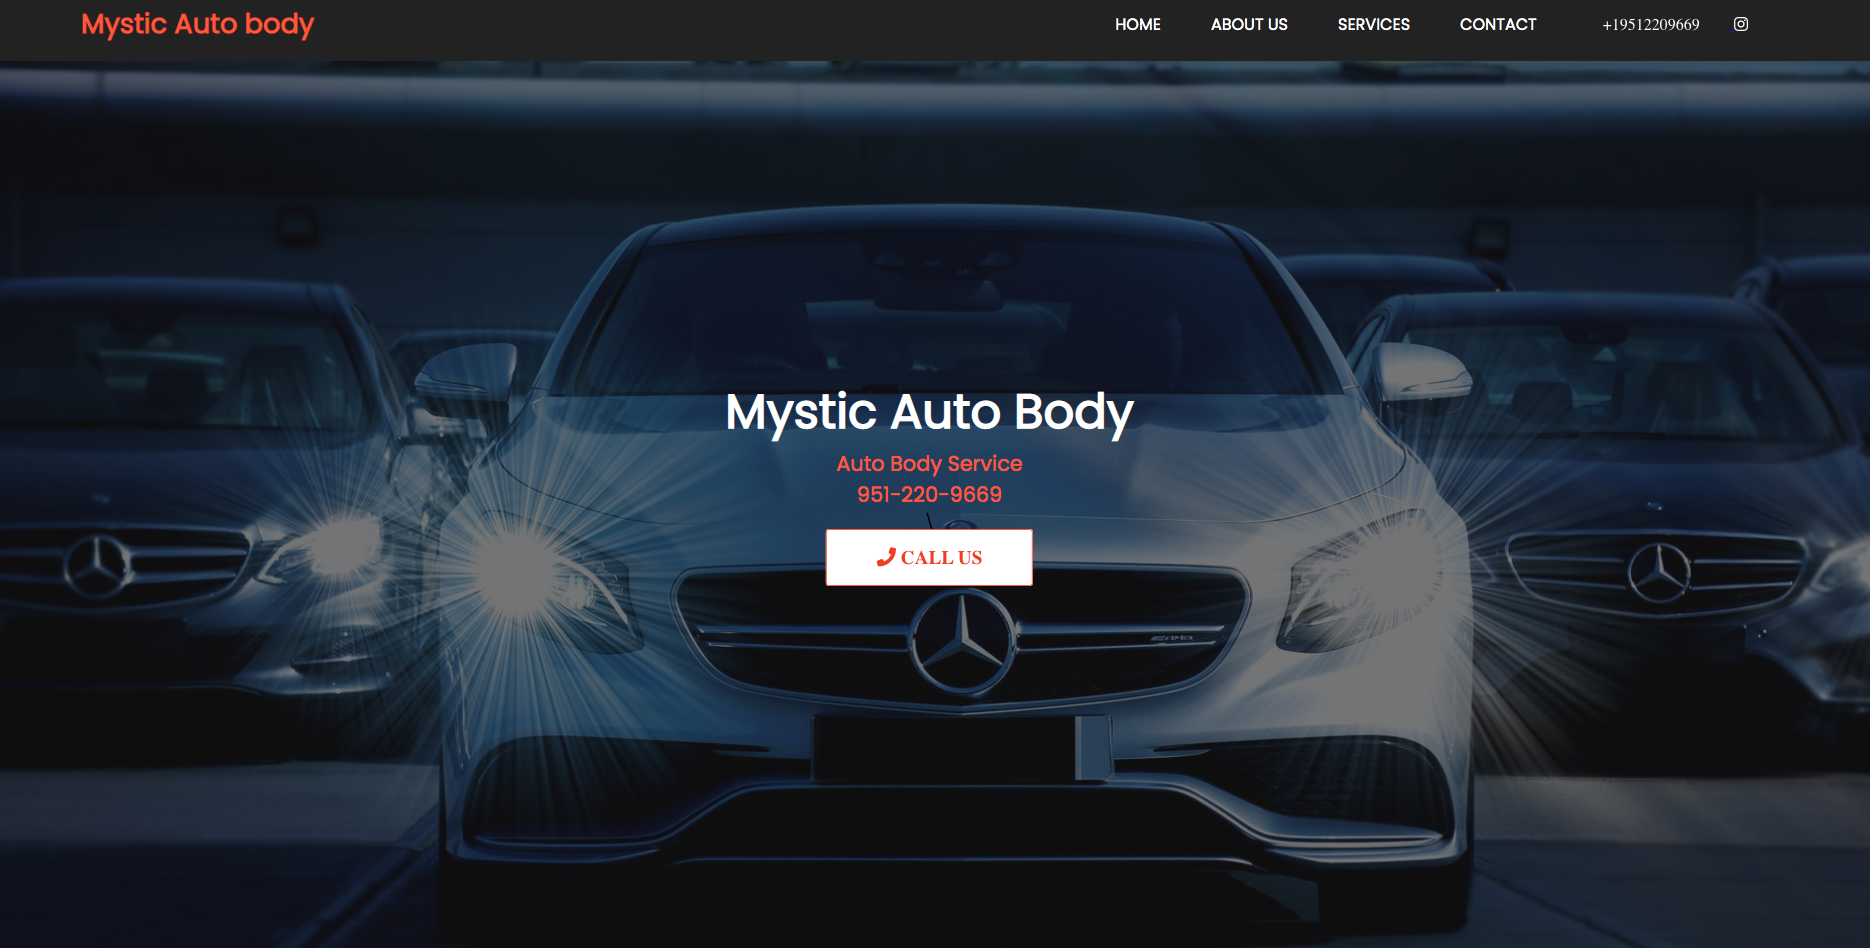 Mystic Auto body
HOME ABOUT US SERVICES CONTACT +19512209669
Mystic Auto Body
Auto Body Service
951-220-9669
CALL US
AMG